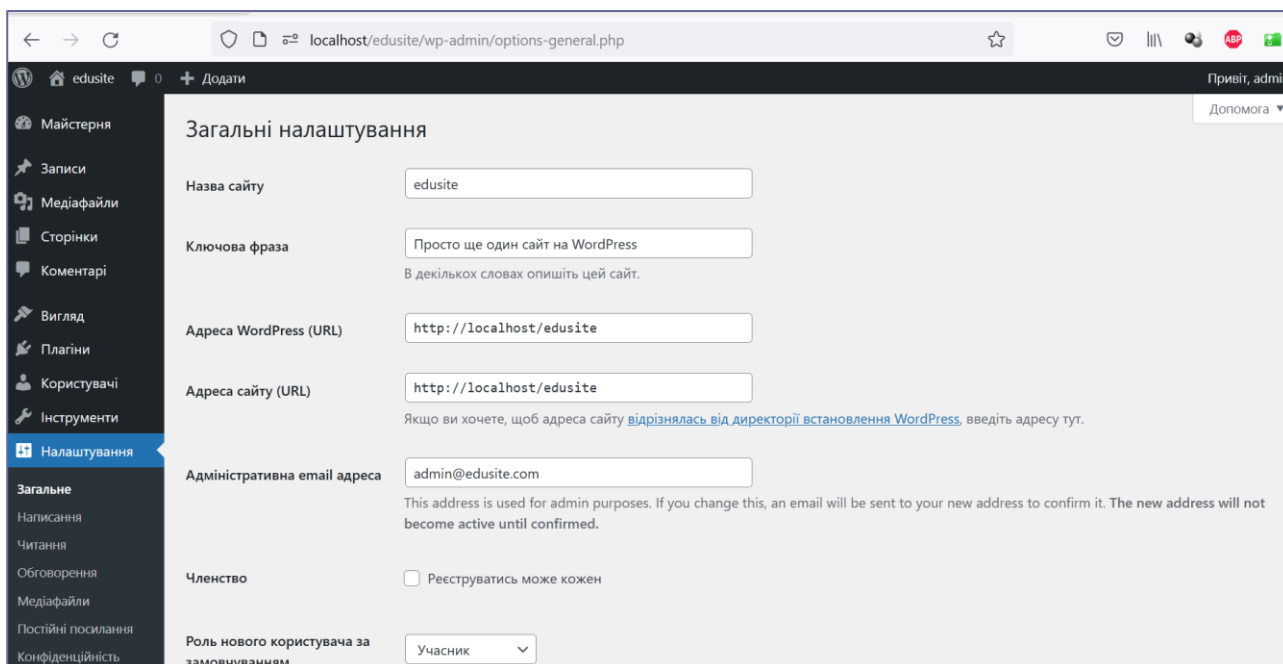 localhost/edusite/wp-admin/options-general.php
ABP
edusite 0 Додати
Привіт, admi
Допомога
Майстерня
Записи
Медіафайли
Сторінки
Коментарі
Вигляд
Плагіни
Користувачі
Інструменти
Налаштування
Загальне
Написання
Читання
Обговорення
Медіафайли
Постійні посилання
Конфіденційність
Загальні налаштування
Назва сайту
edusite
Ключова фраза
Просто ще один сайт на WordPress
В декількох словах опишіть цей сайт.
Адреса WordPress (URL)
http://localhost/edusite
Адреса сайту (URL)
http://localhost/edusite
Якщо ви хочете, щоб адреса сайту відрізнялась від директорії встановлення WordPress, введіть адресу тут.
Адміністративна email адреса
admin@edusite.com
This address is used for admin purposes. If you change this, an email will be sent to your new address to confirm it. The new address will not
become active until confirmed.
Членство
Реєструватись може кожен
Роль нового користувача за
замовчуванням
Учасник